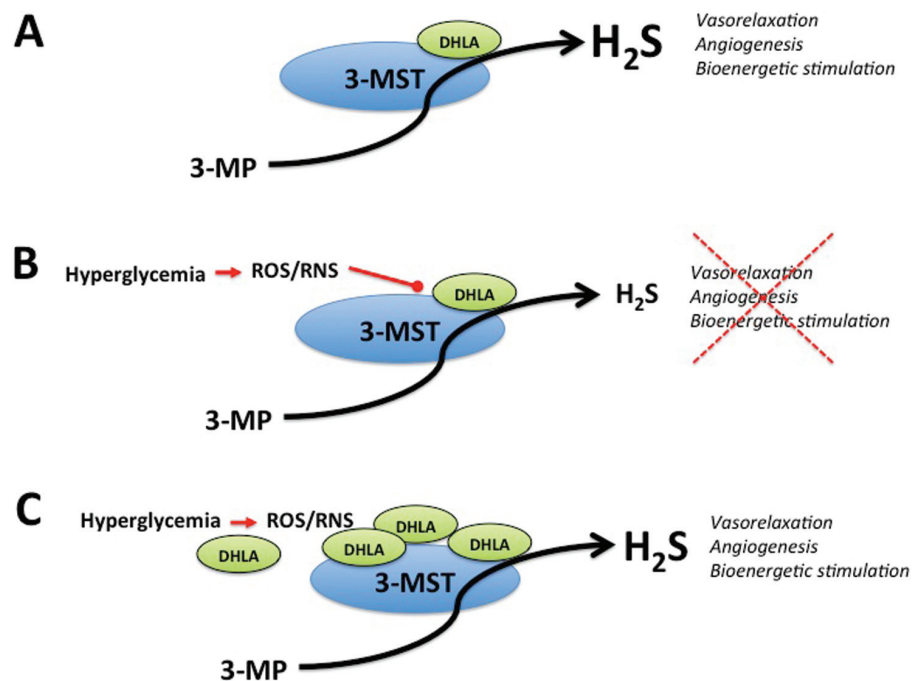 A
DHLA
3-MST
3-MP
H₂S
Vasorelaxation
Angiogenesis
Bioenergetic stimulation
B
Hyperglycemia
ROS/RNS
DHLA
3-MST
3-MP
H₂S
Vasorelaxation
Angiogenesis
Bioenergetic stimulation
C
Hyperglycemia
ROS/RNS
DHLA
DHLA
DHLA
DHLA
3-MST
3-MP
H₂S
Vasorelaxation
Angiogenesis
Bioenergetic stimulation